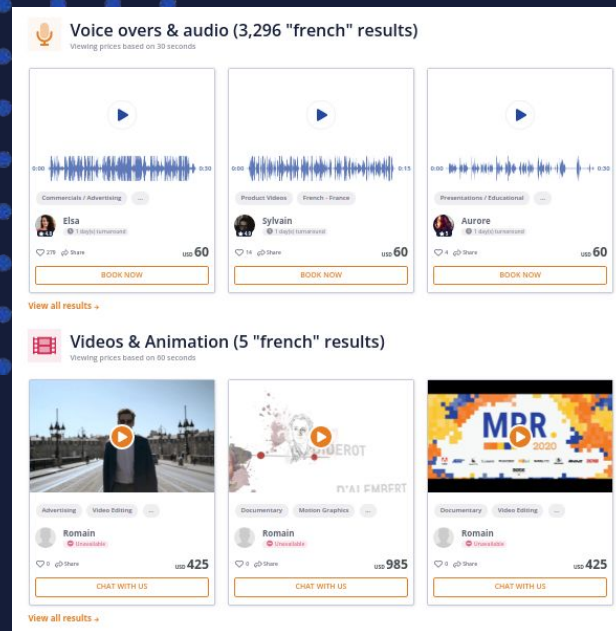 Voice overs & audio (3,296 "french" results)
Viewing prices based on 30 seconds
0:00 0:30 0:00 0:15 0:00 0:30
Commercials / Advertising ... Product Videos French - France Presentations / Educational ...
Elsa Sylvain Aurore
1 day(s) turnaround 1 day(s) turnaround 1 day(s) turnaround
Share USD 60 14 Share USD 60 4 Share USD 60
BOOK NOW BOOK NOW BOOK NOW
View all results →
Videos & Animation (5 "french" results)
Viewing prices based on 60 seconds
DIDEROT MPR.
2020
D'ALEMBERT
Advertising Video Editing ... Documentary Motion Graphics ... Documentary Video Editing ...
Romain Romain Romain
Unavailable Unavailable Unavailable
0 Share USD 425 0 Share USD 985 0 Share USD 425
CHAT WITH US CHAT WITH US CHAT WITH US
View all results →